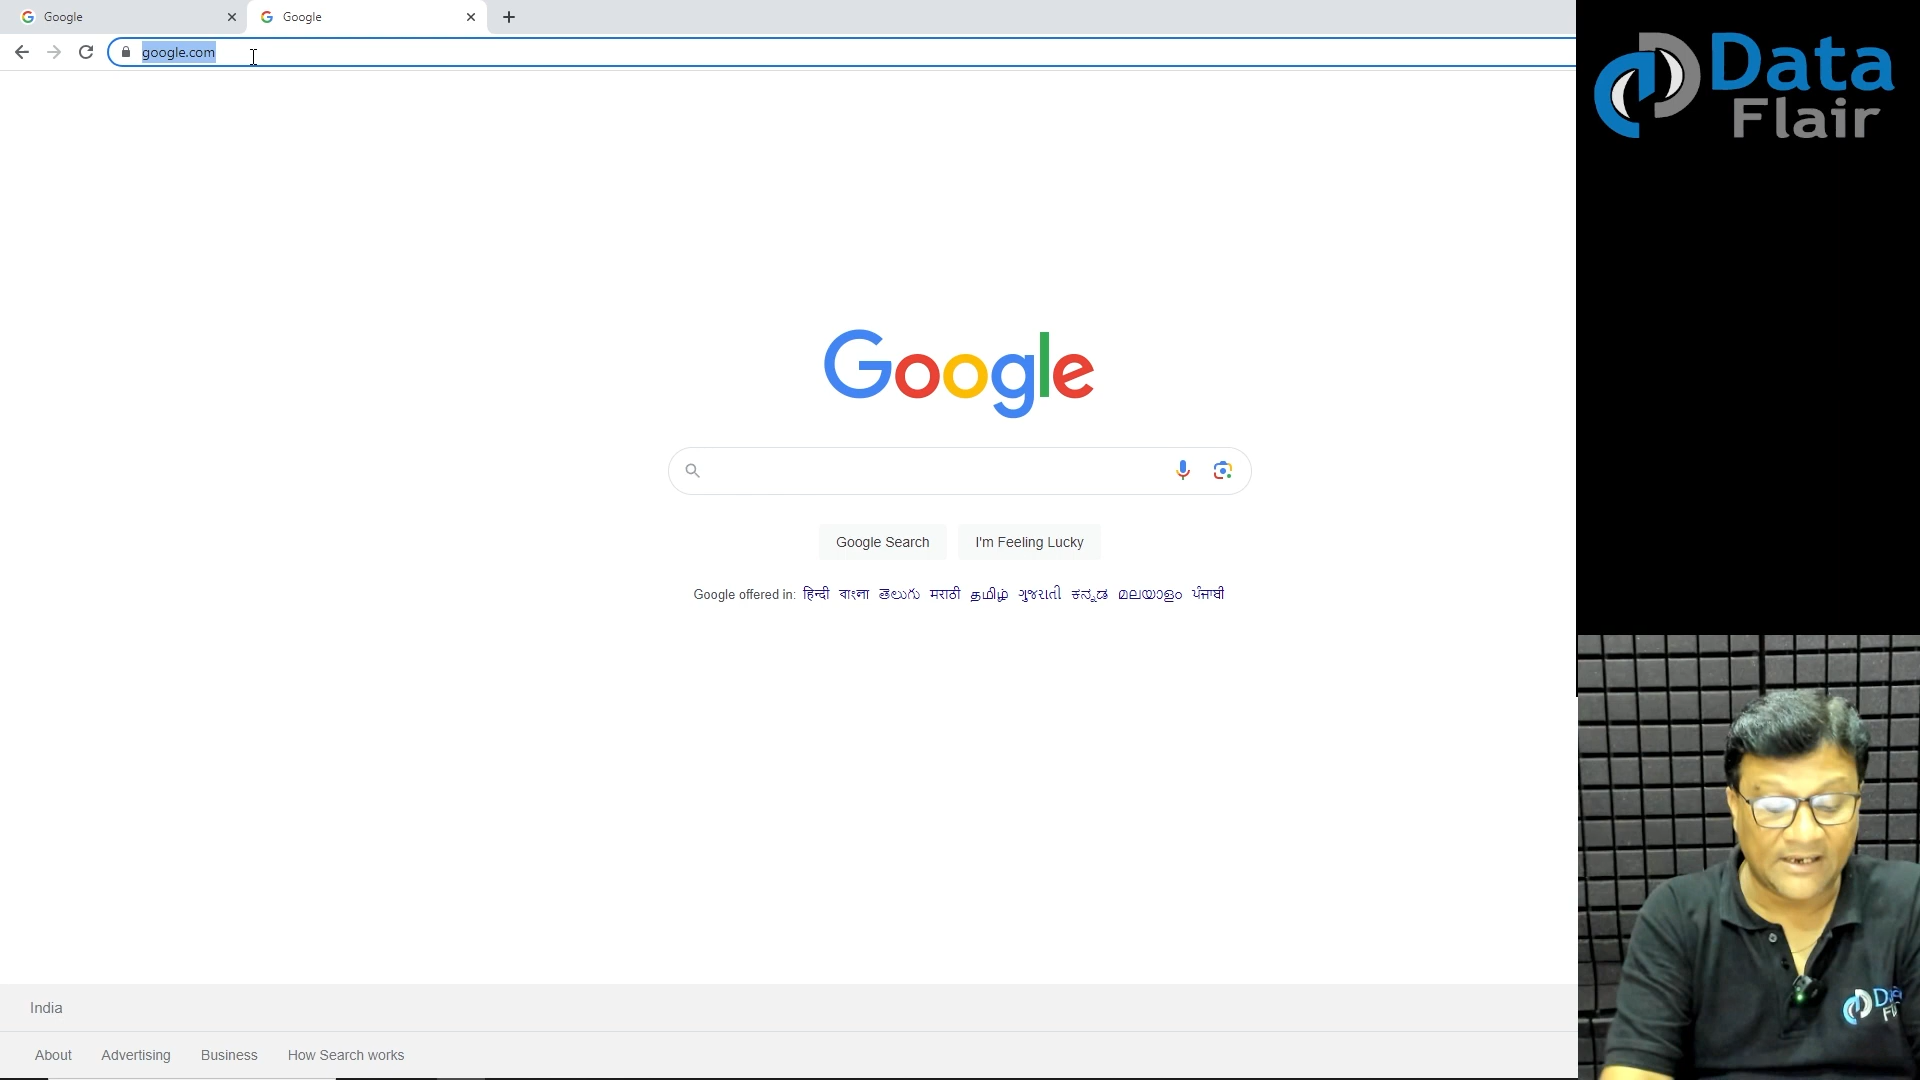 Google
Google
google.com
Data
Flair
Google
Google Search
I'm Feeling Lucky
Google offered in: हिन्दी বাংলা తెలుగు मराठी தமிழ் ગુજરાતી ಕನ್ನಡ മലയാളം ਪੰਜਾਬੀ
India
About
Advertising
Business
How Search works